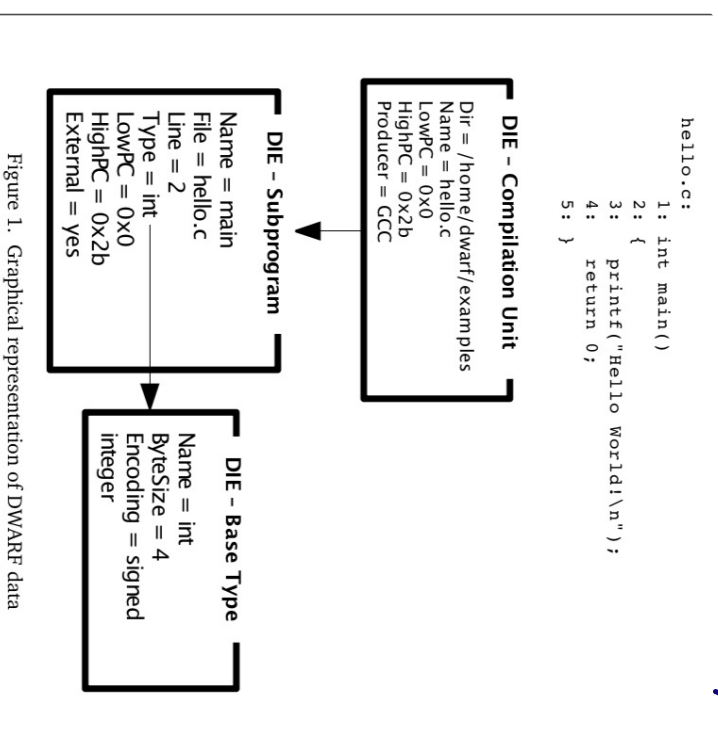 hello.c:
1: int main()
2: {
3: printf("Hello World!\n");
4: return 0;
5: }
DIE – Compilation Unit
Dir = /home/dwarf/examples
Name = hello.c
LowPC = 0x0
HighPC = 0x2b
Producer = GCC
DIE – Subprogram
Name = main
File = hello.c
Line = 2
Type = int
LowPC = 0x0
HighPC = 0x2b
External = yes
DIE – Base Type
Name = int
ByteSize = 4
Encoding = signed
integer
Figure 1. Graphical representation of DWARF data